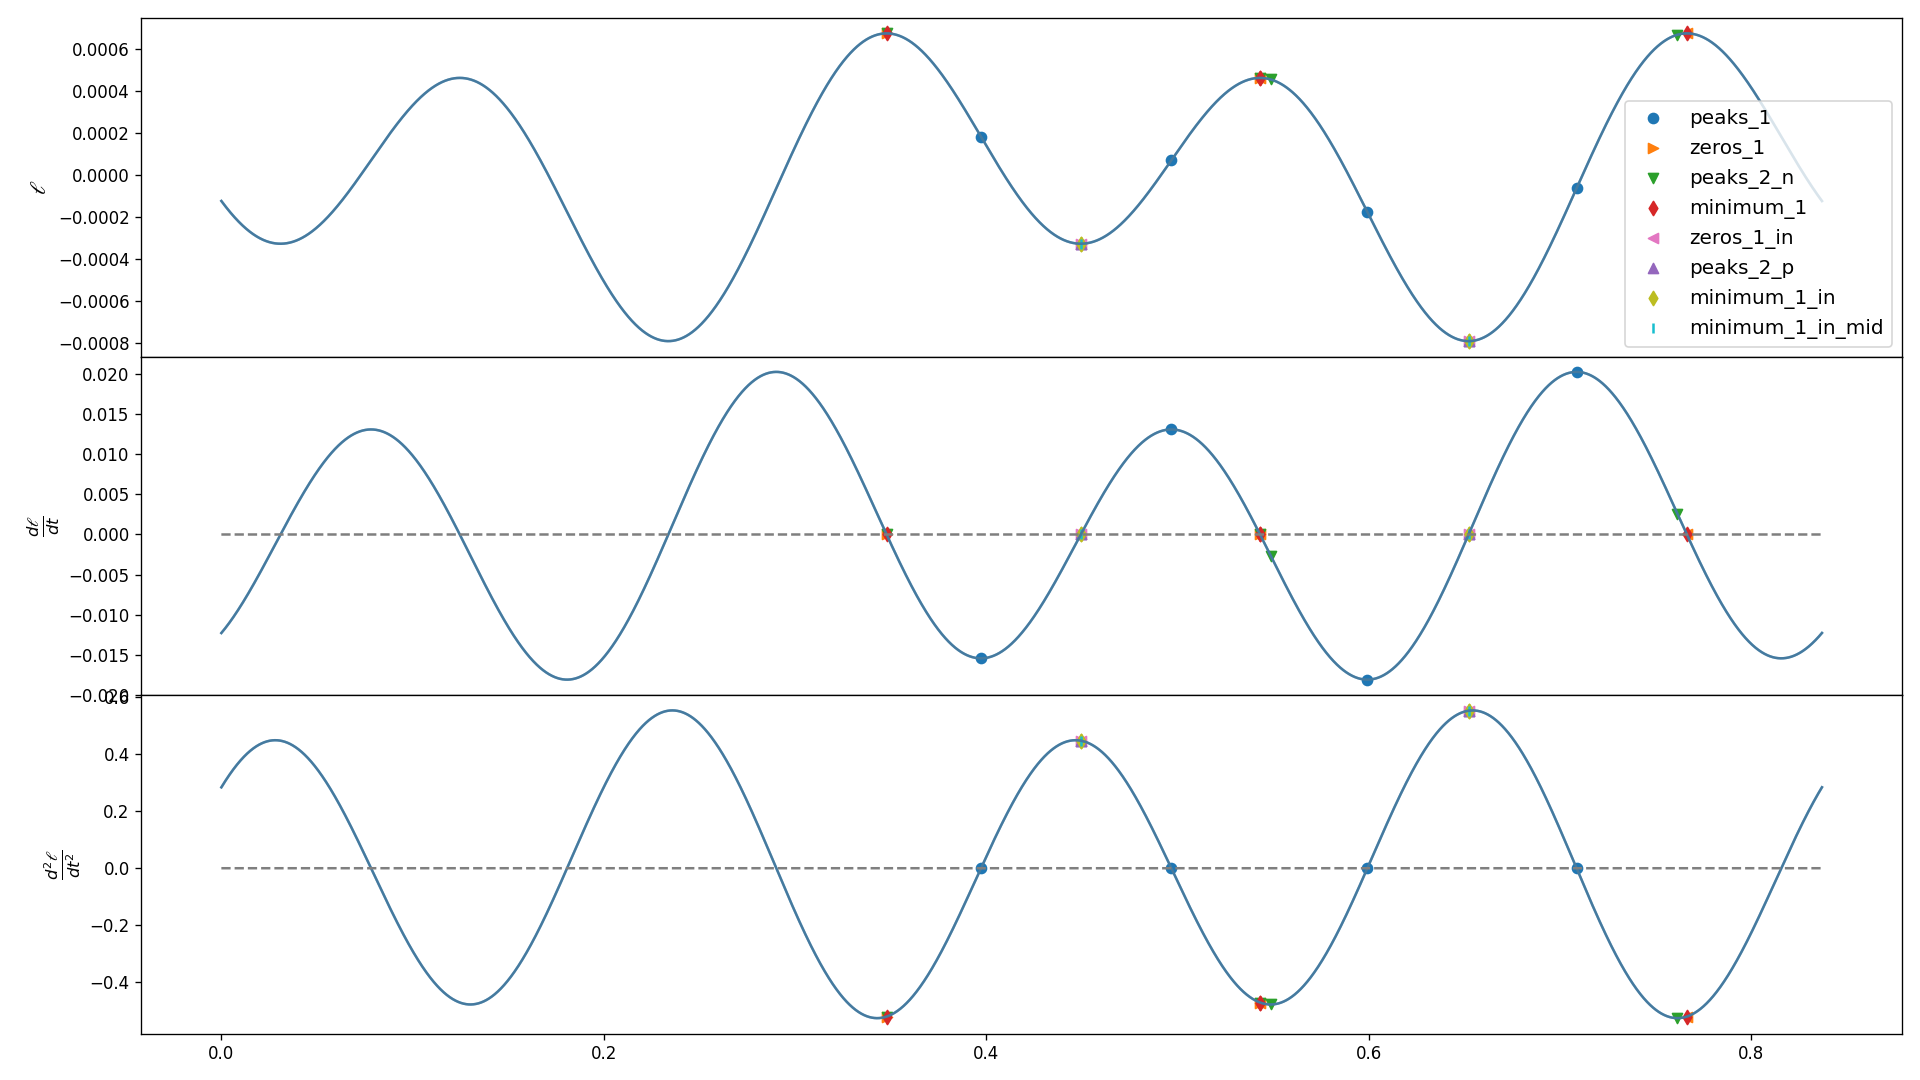 0.0006
0.0004
0.0002
0.0000
−0.0002
−0.0004
−0.0006
−0.0008
ℓ
peaks_1
zeros_1
peaks_2_n
minimum_1
zeros_1_in
peaks_2_p
minimum_1_in
minimum_1_in_mid
0.020
0.015
0.010
0.005
0.000
−0.005
−0.010
−0.015
−0.020
dℓ
dt
0.6
0.4
0.2
0.0
−0.2
−0.4
d²ℓ
dt²
0.0 0.2 0.4 0.6 0.8